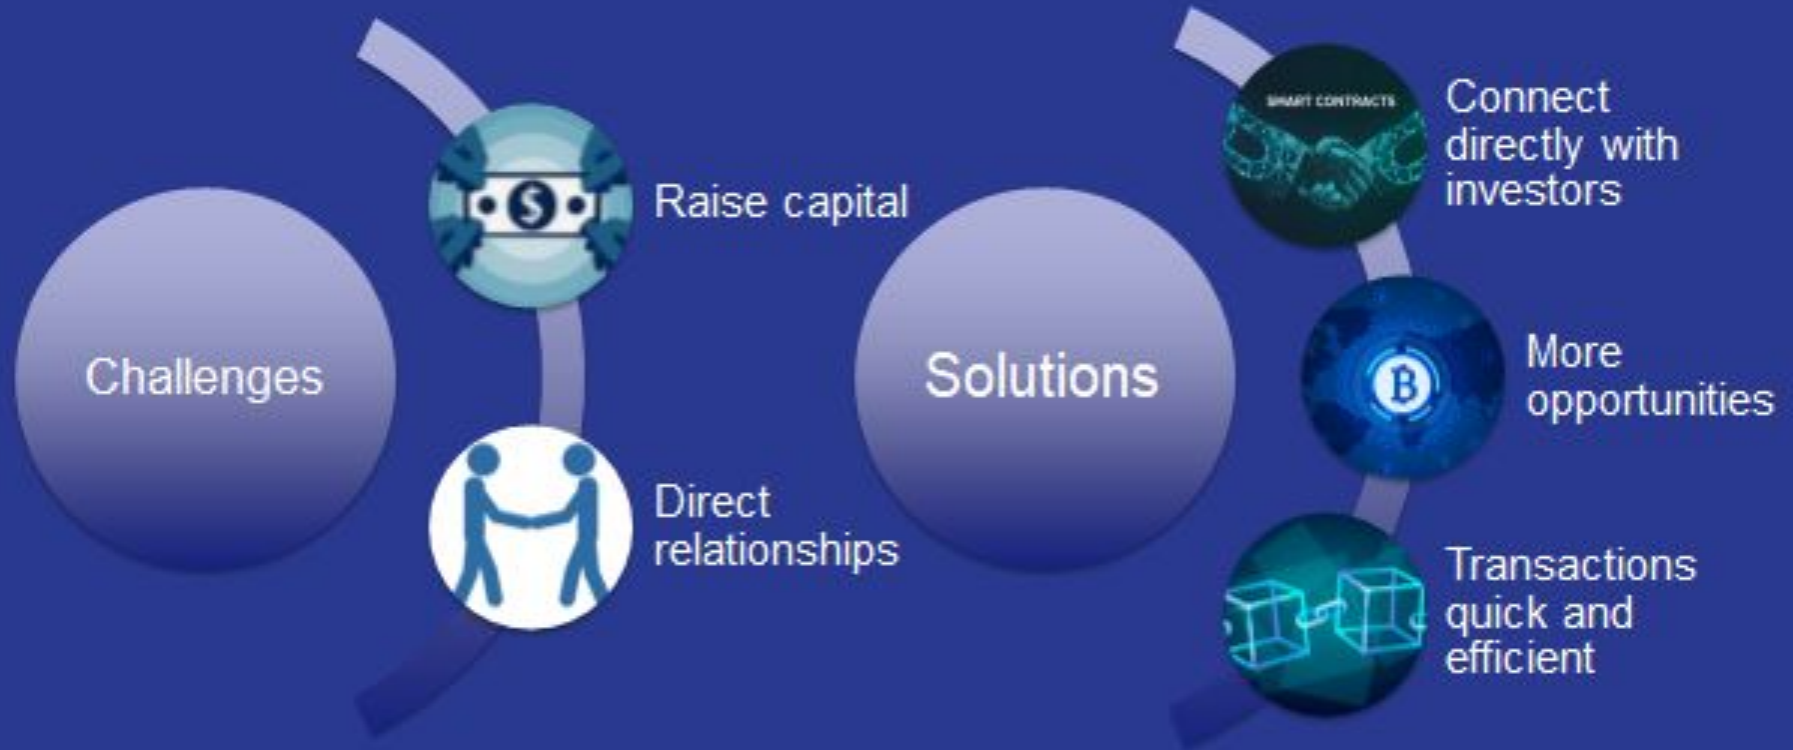 Challenges
Raise capital
Direct
relationships
Solutions
SMART CONTRACTS
Connect
directly with
investors
More
opportunities
Transactions
quick and
efficient